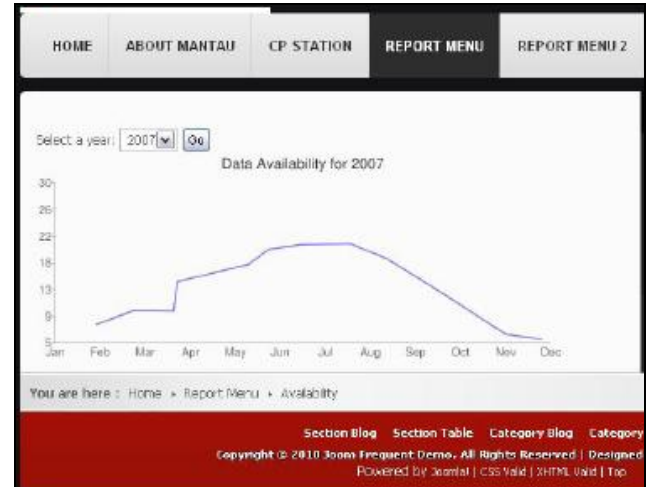 HOME ABOUT MANTAU CP STATION REPORT MENU REPORT MENU 2
Select a year: 2007 Go
Data Availability for 2007
30
26
22
18
13
9
5
Jan Feb Mar Apr May Jun Jul Aug Sep Oct Nov Dec
You are here : Home Report Menu Availability
Section Blog Section Table Category Blog Category
Copyright © 2010 Joom Frequent Demo. All Rights Reserved | Designed
Powered by Joomla! | CSS Valid | XHTML Valid | Top